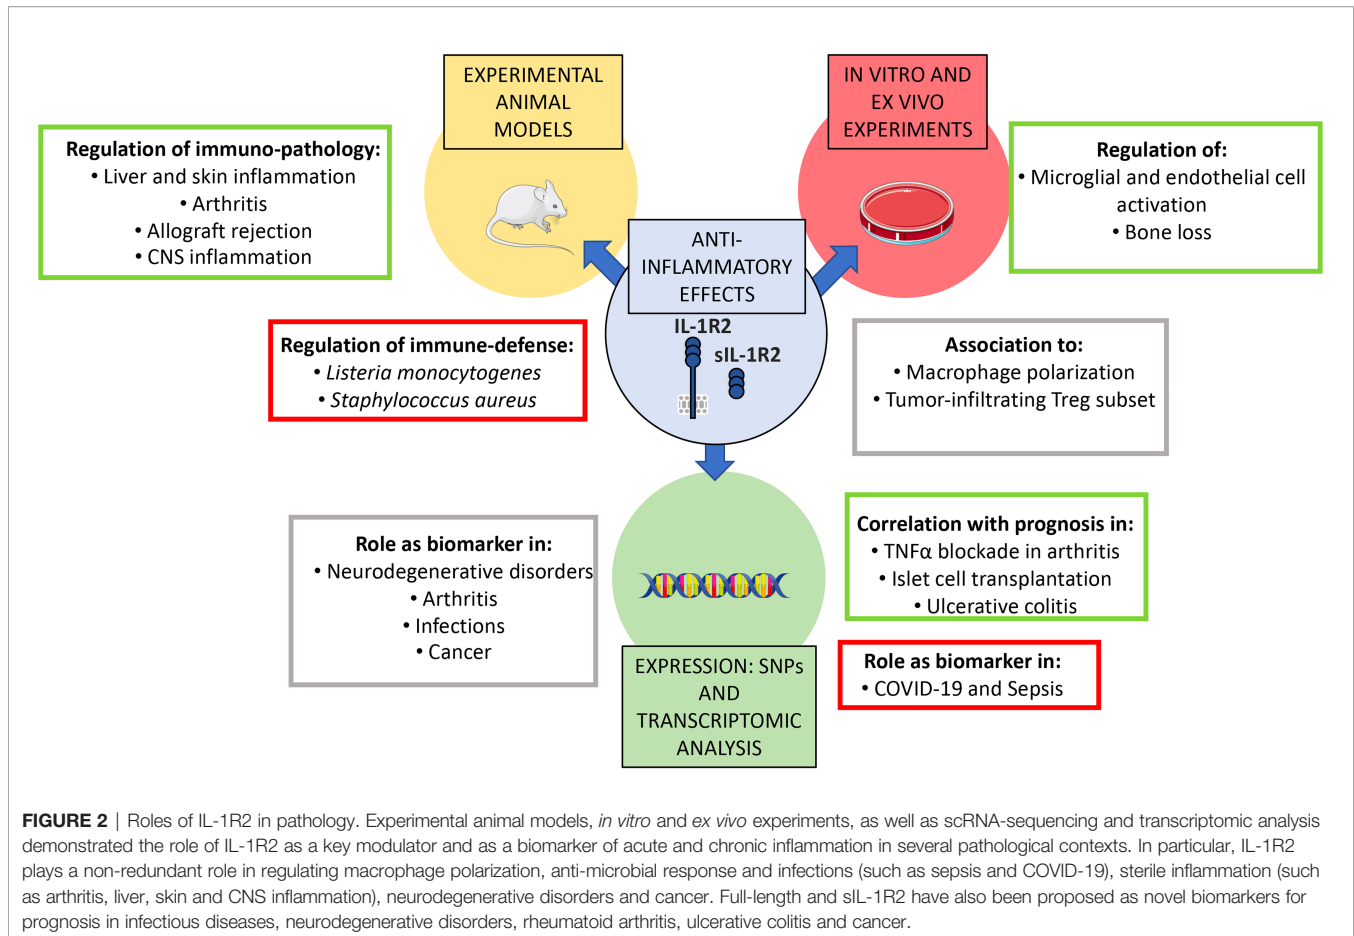 EXPERIMENTAL
ANIMAL
MODELS
IN VITRO AND
EX VIVO
EXPERIMENTS
Regulation of immuno-pathology:
• Liver and skin inflammation
• Arthritis
• Allograft rejection
• CNS inflammation
Regulation of:
• Microglial and endothelial cell
activation
• Bone loss
ANTI-
INFLAMMATORY
EFFECTS
IL-1R2
sIL-1R2
Regulation of immune-defense:
• Listeria monocytogenes
• Staphylococcus aureus
Association to:
• Macrophage polarization
• Tumor-infiltrating Treg subset
Role as biomarker in:
• Neurodegenerative disorders
• Arthritis
• Infections
• Cancer
Correlation with prognosis in:
• TNFα blockade in arthritis
• Islet cell transplantation
• Ulcerative colitis
EXPRESSION: SNPs
AND
TRANSCRIPTOMIC
ANALYSIS
Role as biomarker in:
• COVID-19 and Sepsis
FIGURE 2 | Roles of IL-1R2 in pathology. Experimental animal models, in vitro and ex vivo experiments, as well as scRNA-sequencing and transcriptomic analysis
demonstrated the role of IL-1R2 as a key modulator and as a biomarker of acute and chronic inflammation in several pathological contexts. In particular, IL-1R2
plays a non-redundant role in regulating macrophage polarization, anti-microbial response and infections (such as sepsis and COVID-19), sterile inflammation (such
as arthritis, liver, skin and CNS inflammation), neurodegenerative disorders and cancer. Full-length and sIL-1R2 have also been proposed as novel biomarkers for
prognosis in infectious diseases, neurodegenerative disorders, rheumatoid arthritis, ulcerative colitis and cancer.